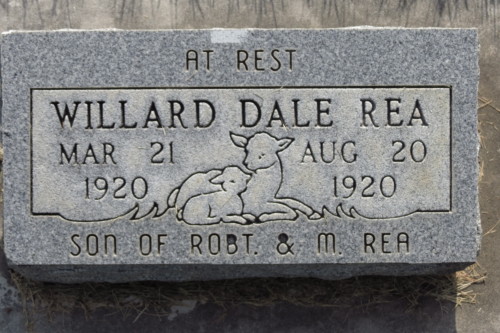 AT REST
WILLARD DALE REA
MAR 21 AUG 20
1920 1920
SON OF ROBT. & M. REA